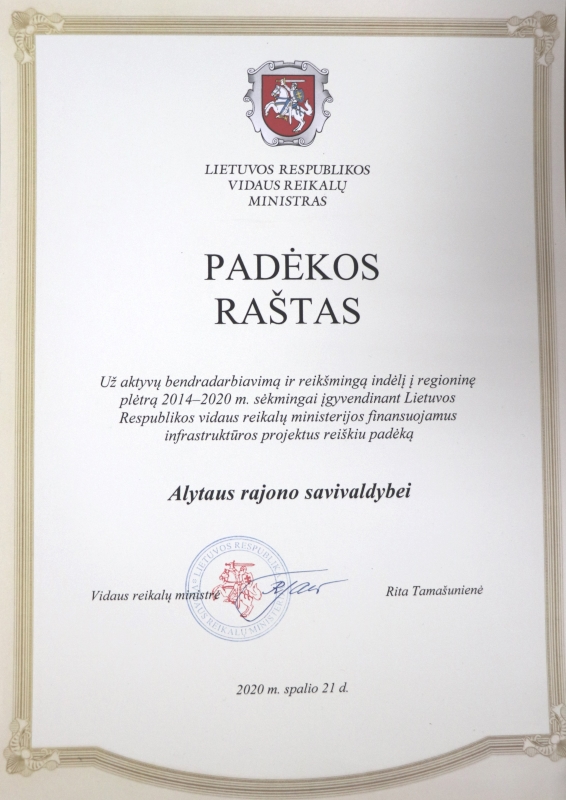 LIETUVOS RESPUBLIKOS
VIDAUS REIKALŲ
MINISTRAS
PADĖKOS
RAŠTAS
Už aktyvų bendradarbiavimą ir reikšmingą indėlį į regioninę
plėtrą 2014–2020 m. sėkmingai įgyvendinant Lietuvos
Respublikos vidaus reikalų ministerijos finansuojamus
infrastruktūros projektus reiškiu padėką
Alytaus rajono savivaldybei
LIETUVOS RESPUBLIKOS
VIDAUS REIKALŲ MINISTERIJA
Vidaus reikalų ministrė
Rita Tamašunienė
2020 m. spalio 21 d.